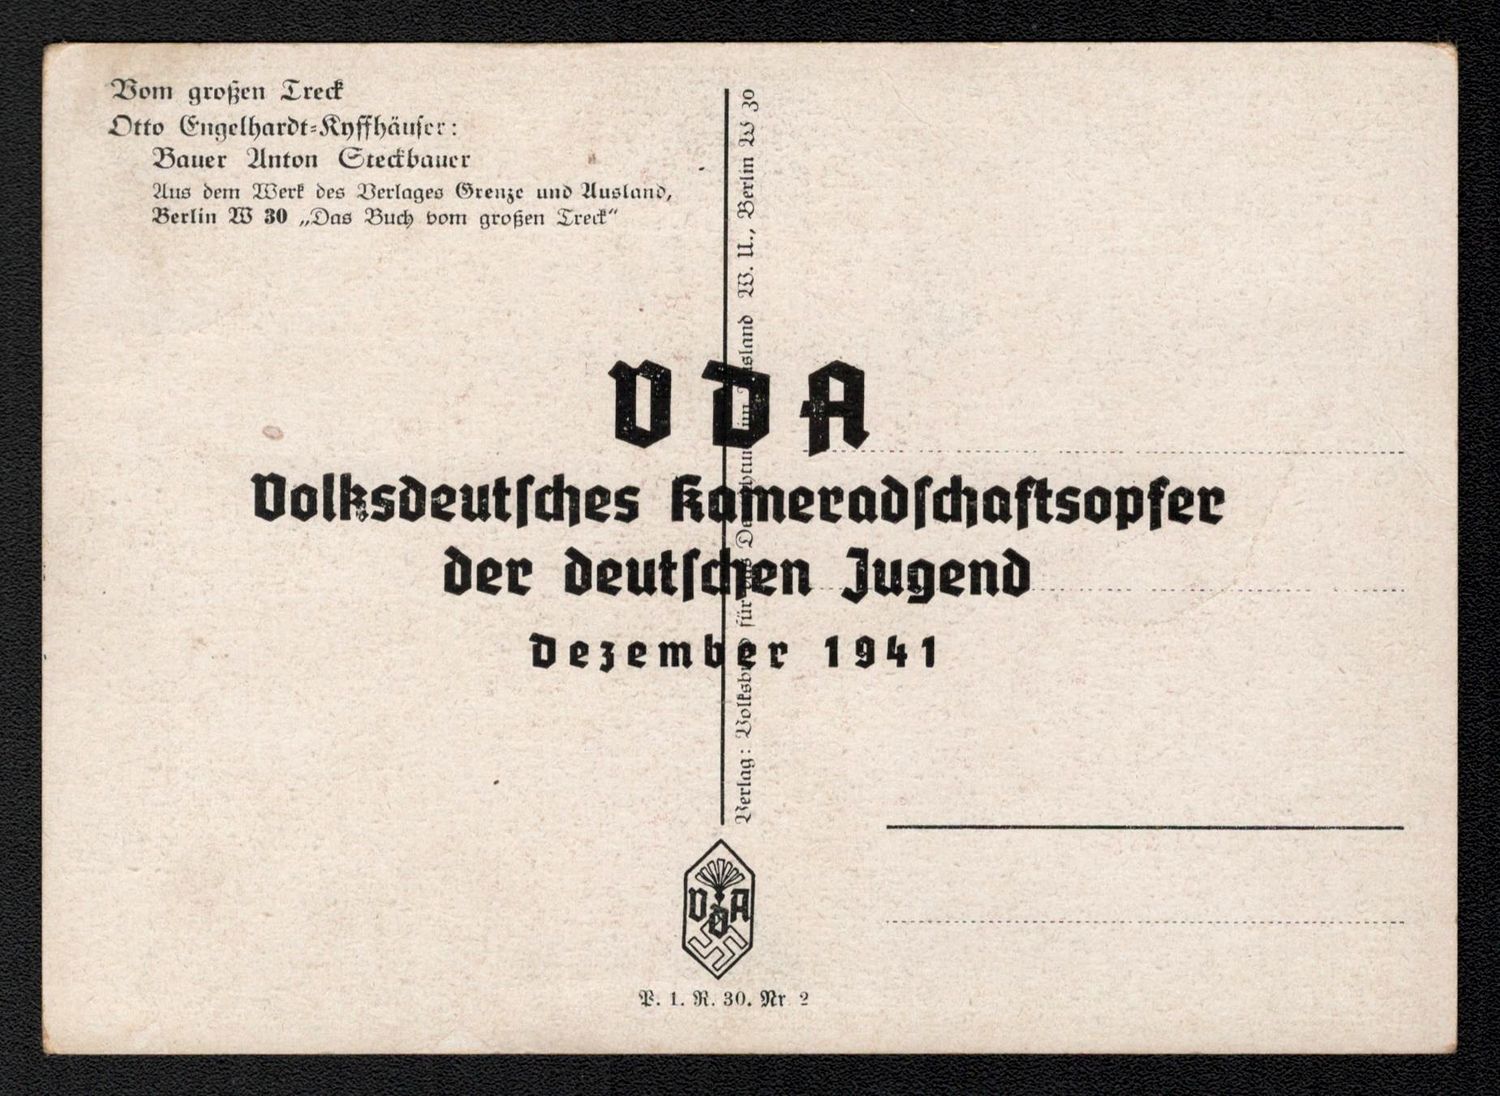 Vom großen Treck
Otto Engelhardt-Kyffhäuser:
Bauer Anton Steckbauer
Aus dem Werk des Verlages Grenze und Ausland,
Berlin W 30 „Das Buch vom großen Treck“
Verlag: Volksbund für das Deutschtum im Ausland W. U., Berlin W 30
VDA
Volksdeutsches Kameradschaftsopfer
der deutschen Jugend
Dezember 1941
VDA
P. 1. R. 30. Nr 2